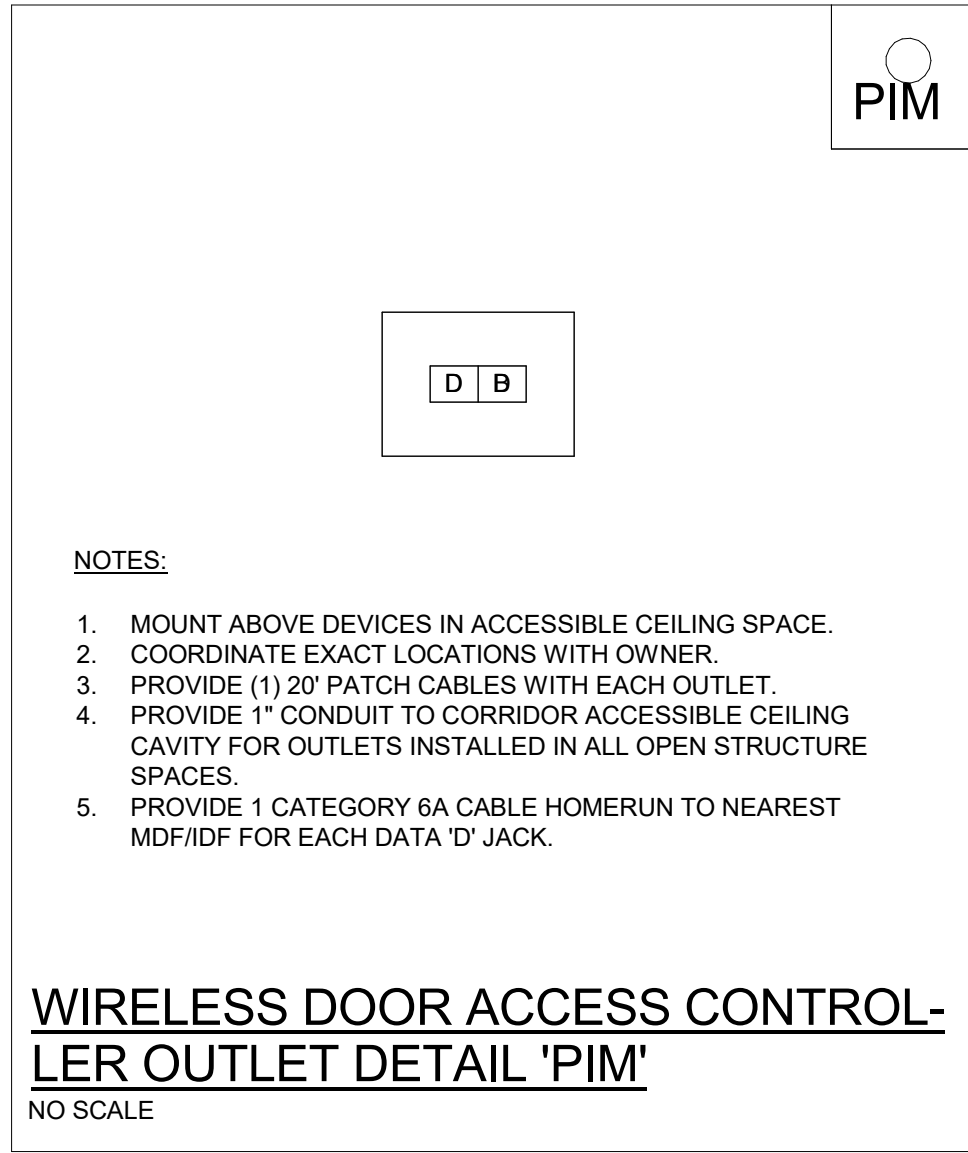 PIM
D B
NOTES:
1. MOUNT ABOVE DEVICES IN ACCESSIBLE CEILING SPACE.
2. COORDINATE EXACT LOCATIONS WITH OWNER.
3. PROVIDE (1) 20' PATCH CABLES WITH EACH OUTLET.
4. PROVIDE 1" CONDUIT TO CORRIDOR ACCESSIBLE CEILING
CAVITY FOR OUTLETS INSTALLED IN ALL OPEN STRUCTURE
SPACES.
5. PROVIDE 1 CATEGORY 6A CABLE HOMERUN TO NEAREST
MDF/IDF FOR EACH DATA 'D' JACK.
WIRELESS DOOR ACCESS CONTROL-
LER OUTLET DETAIL 'PIM'
NO SCALE